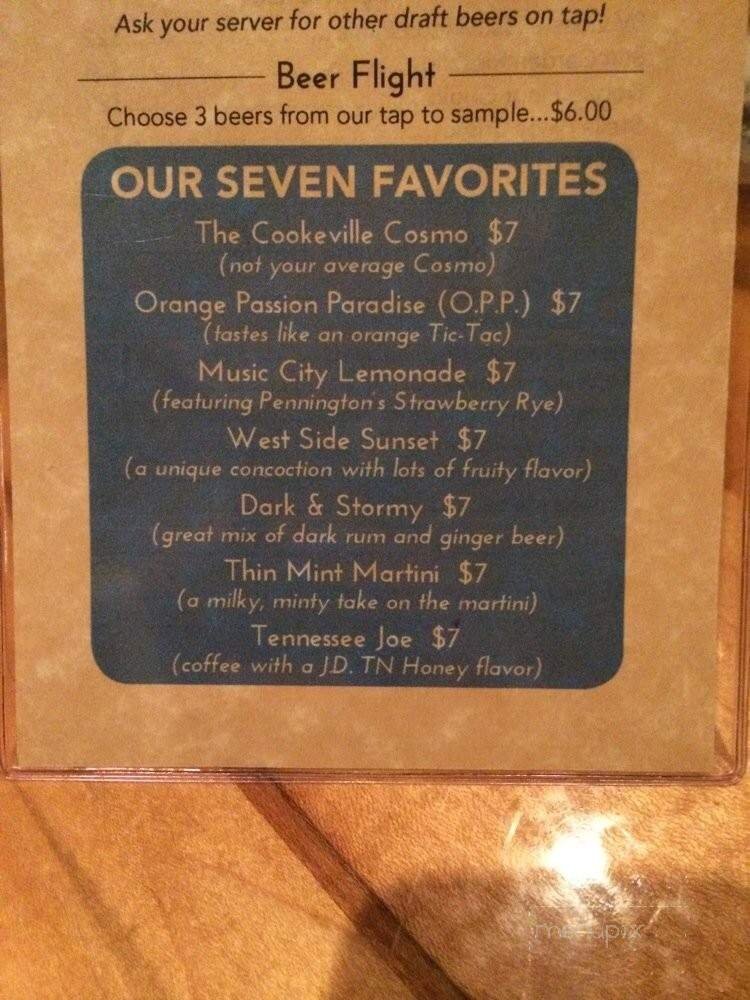 Ask your server for other draft beers on tap!
Beer Flight
Choose 3 beers from our tap to sample...$6.00
OUR SEVEN FAVORITES
The Cookeville Cosmo $7
(not your average Cosmo)
Orange Passion Paradise (O.P.P.) $7
(tastes like an orange Tic-Tac)
Music City Lemonade $7
(featuring Pennington's Strawberry Rye)
West Side Sunset $7
(a unique concoction with lots of fruity flavor)
Dark & Stormy $7
(great mix of dark rum and ginger beer)
Thin Mint Martini $7
(a milky, minty take on the martini)
Tennessee Joe $7
(coffee with a J.D. TN Honey flavor)